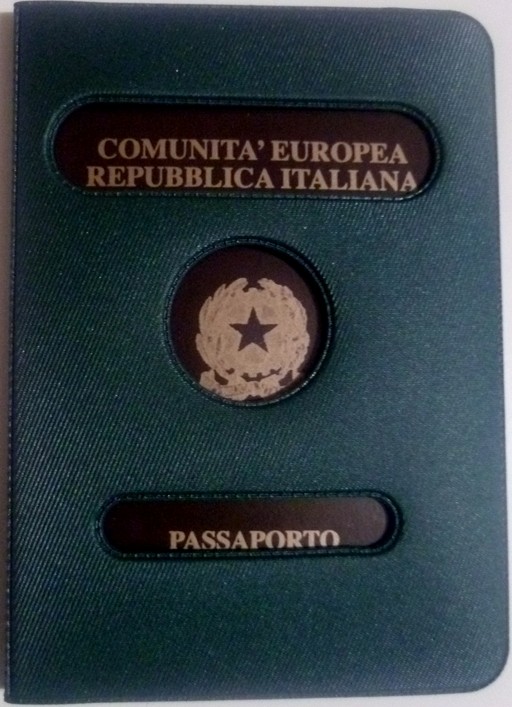 COMUNITA' EUROPEA
REPUBBLICA ITALIANA
PASSAPORTO